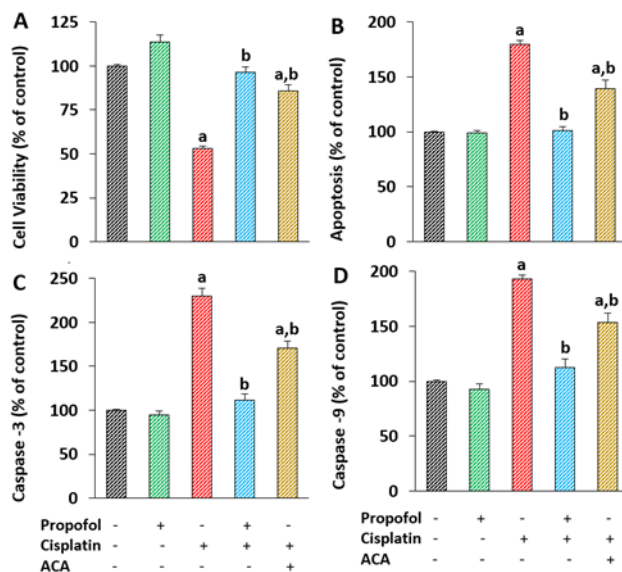 A
Cell Viability (% of control)
125
100
75
50
25
0
a
b
a,b
B
Apoptosis (% of control)
200
150
100
50
0
a
b
a,b
C
Caspase -3 (% of control)
250
200
150
100
50
0
a
b
a,b
D
Caspase -9 (% of control)
200
150
100
50
0
a
b
a,b
Propofol - + - + -
Cisplatin - - + + +
ACA - - - - +
Propofol - + - + -
Cisplatin - - + + +
ACA - - - - +